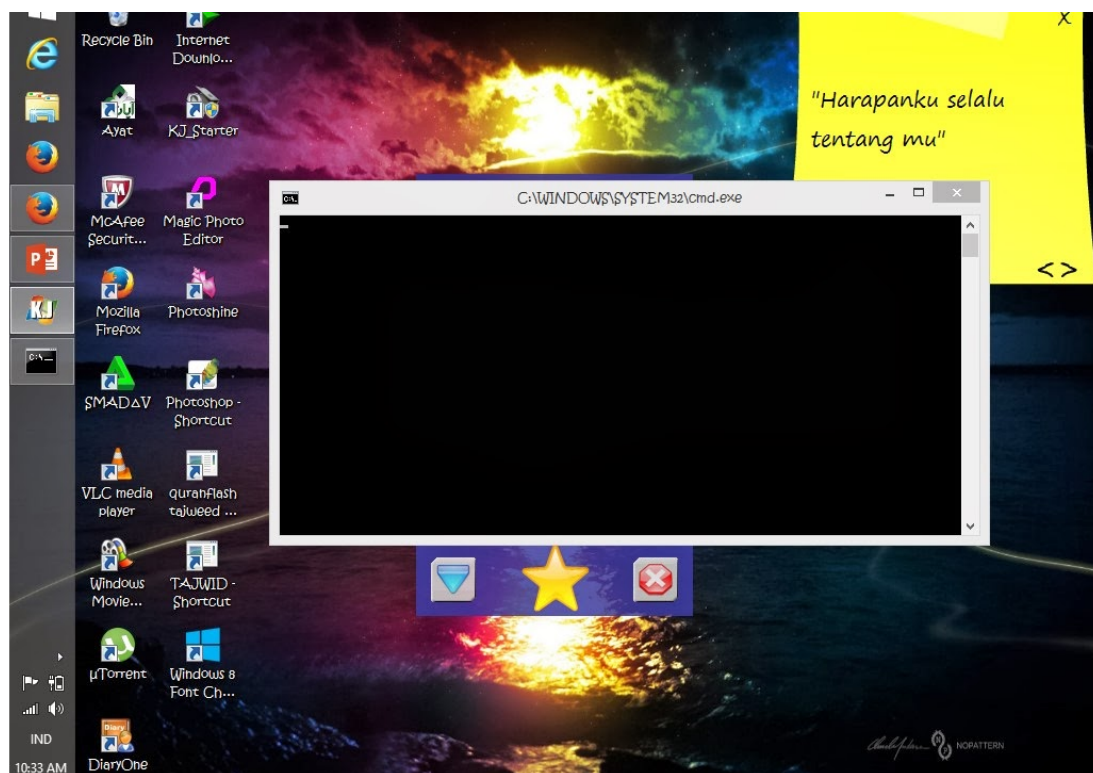 Recycle Bin
Internet
Downlo...
Ayat
KJ_Starter
McAfee
Securit...
Magic Photo
Editor
Mozilla
Firefox
Photoshine
SMADΔV
Photoshop -
Shortcut
VLC media
player
quranflash
tajweed ...
Windows
Movie...
TAJWID -
Shortcut
µTorrent
Windows 8
Font Ch...
DiaryOne
IND
10:33 AM
C:\WINDOWS\SYSTEM32\cmd.exe
X
"Harapanku selalu
tentang mu"
< >
NOPATTERN